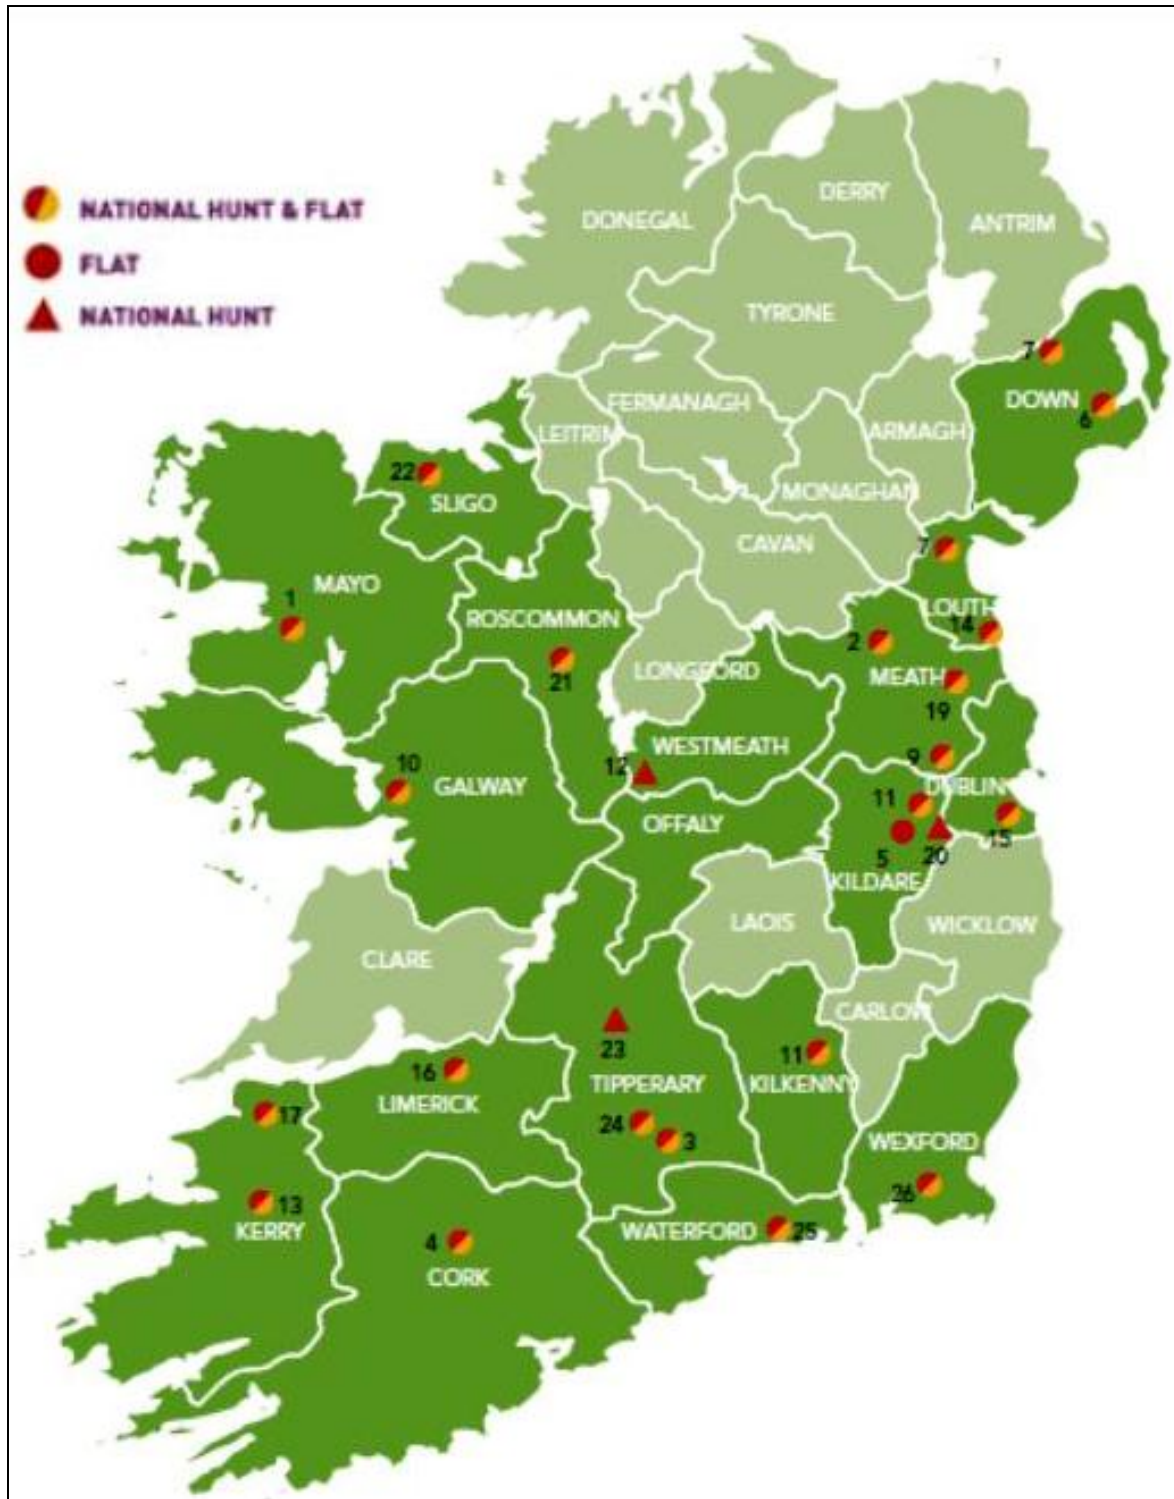 NATIONAL HUNT & FLAT
FLAT
NATIONAL HUNT
DERRY
DONEGAL
ANTRIM
TYRONE
7
DOWN
6
FERMANAGH
LEITRIM
ARMAGH
22
SLIGO
MONAGHAN
CAVAN
7
MAYO
1
ROSCOMMON
LOUTH
14
2
21
LONGFORD
MEATH
19
WESTMEATH
12
9
10
GALWAY
DUBLIN
11
OFFALY
15
5
20
KILDARE
LAOIS
WICKLOW
CLARE
CARLOW
23
11
16
TIPPERARY
KILKENNY
LIMERICK
17
24
3
WEXFORD
26
13
KERRY
WATERFORD
25
4
CORK